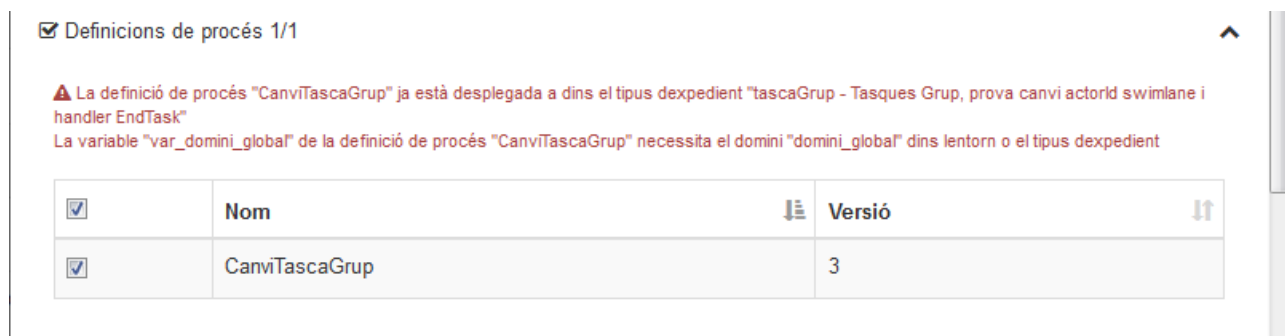 Definicions de procés 1/1
La definició de procés "CanviTascaGrup" ja està desplegada a dins el tipus dexpedient "tascaGrup - Tasques Grup, prova canvi actorId swimlane i
handler EndTask"
La variable "var_domini_global" de la definició de procés "CanviTascaGrup" necessita el domini "domini_global" dins lentorn o el tipus dexpedient
Nom Versió
CanviTascaGrup 3